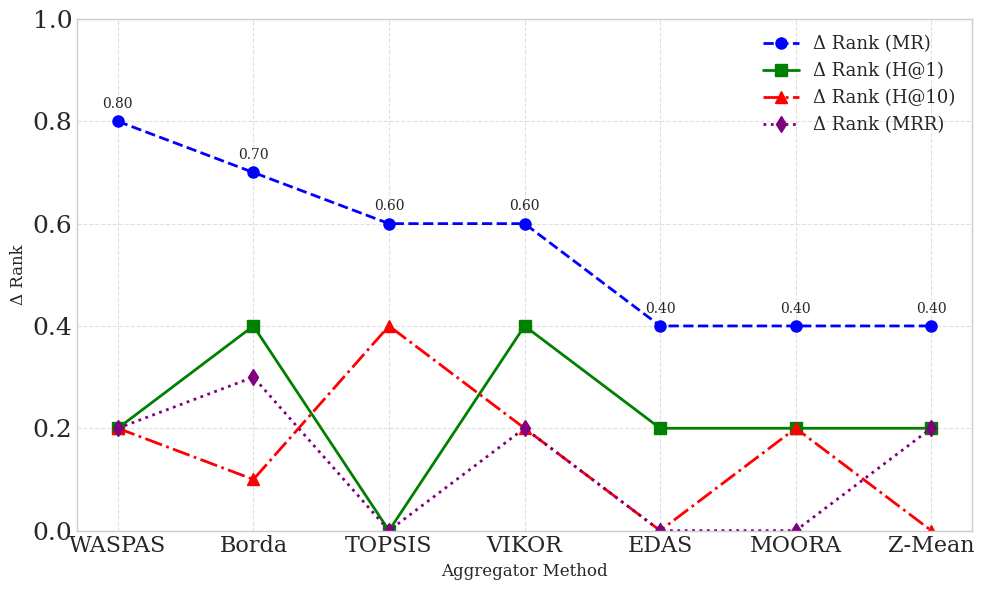 1.0
0.8
0.6
0.4
0.2
0.0
Δ Rank
Δ Rank (MR)
Δ Rank (H@1)
Δ Rank (H@10)
Δ Rank (MRR)
0.80
0.70
0.60
0.60
0.40
0.40
0.40
WASPAS
Borda
TOPSIS
VIKOR
EDAS
MOORA
Z-Mean
Aggregator Method